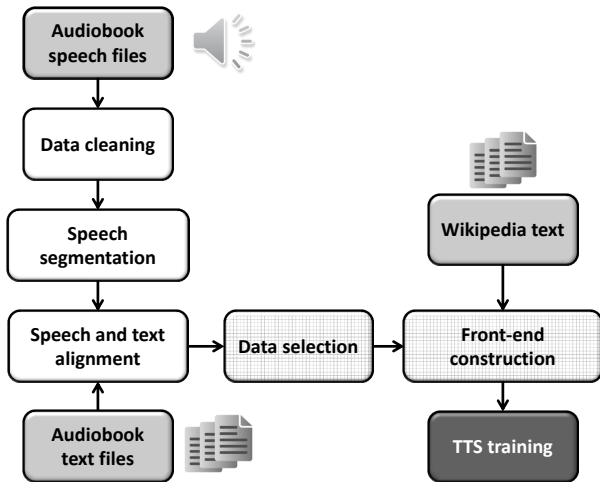 Audiobook
speech files
Data cleaning
Speech
segmentation
Wikipedia text
Speech and text
alignment
Data selection
Front-end
construction
Audiobook
text files
TTS training